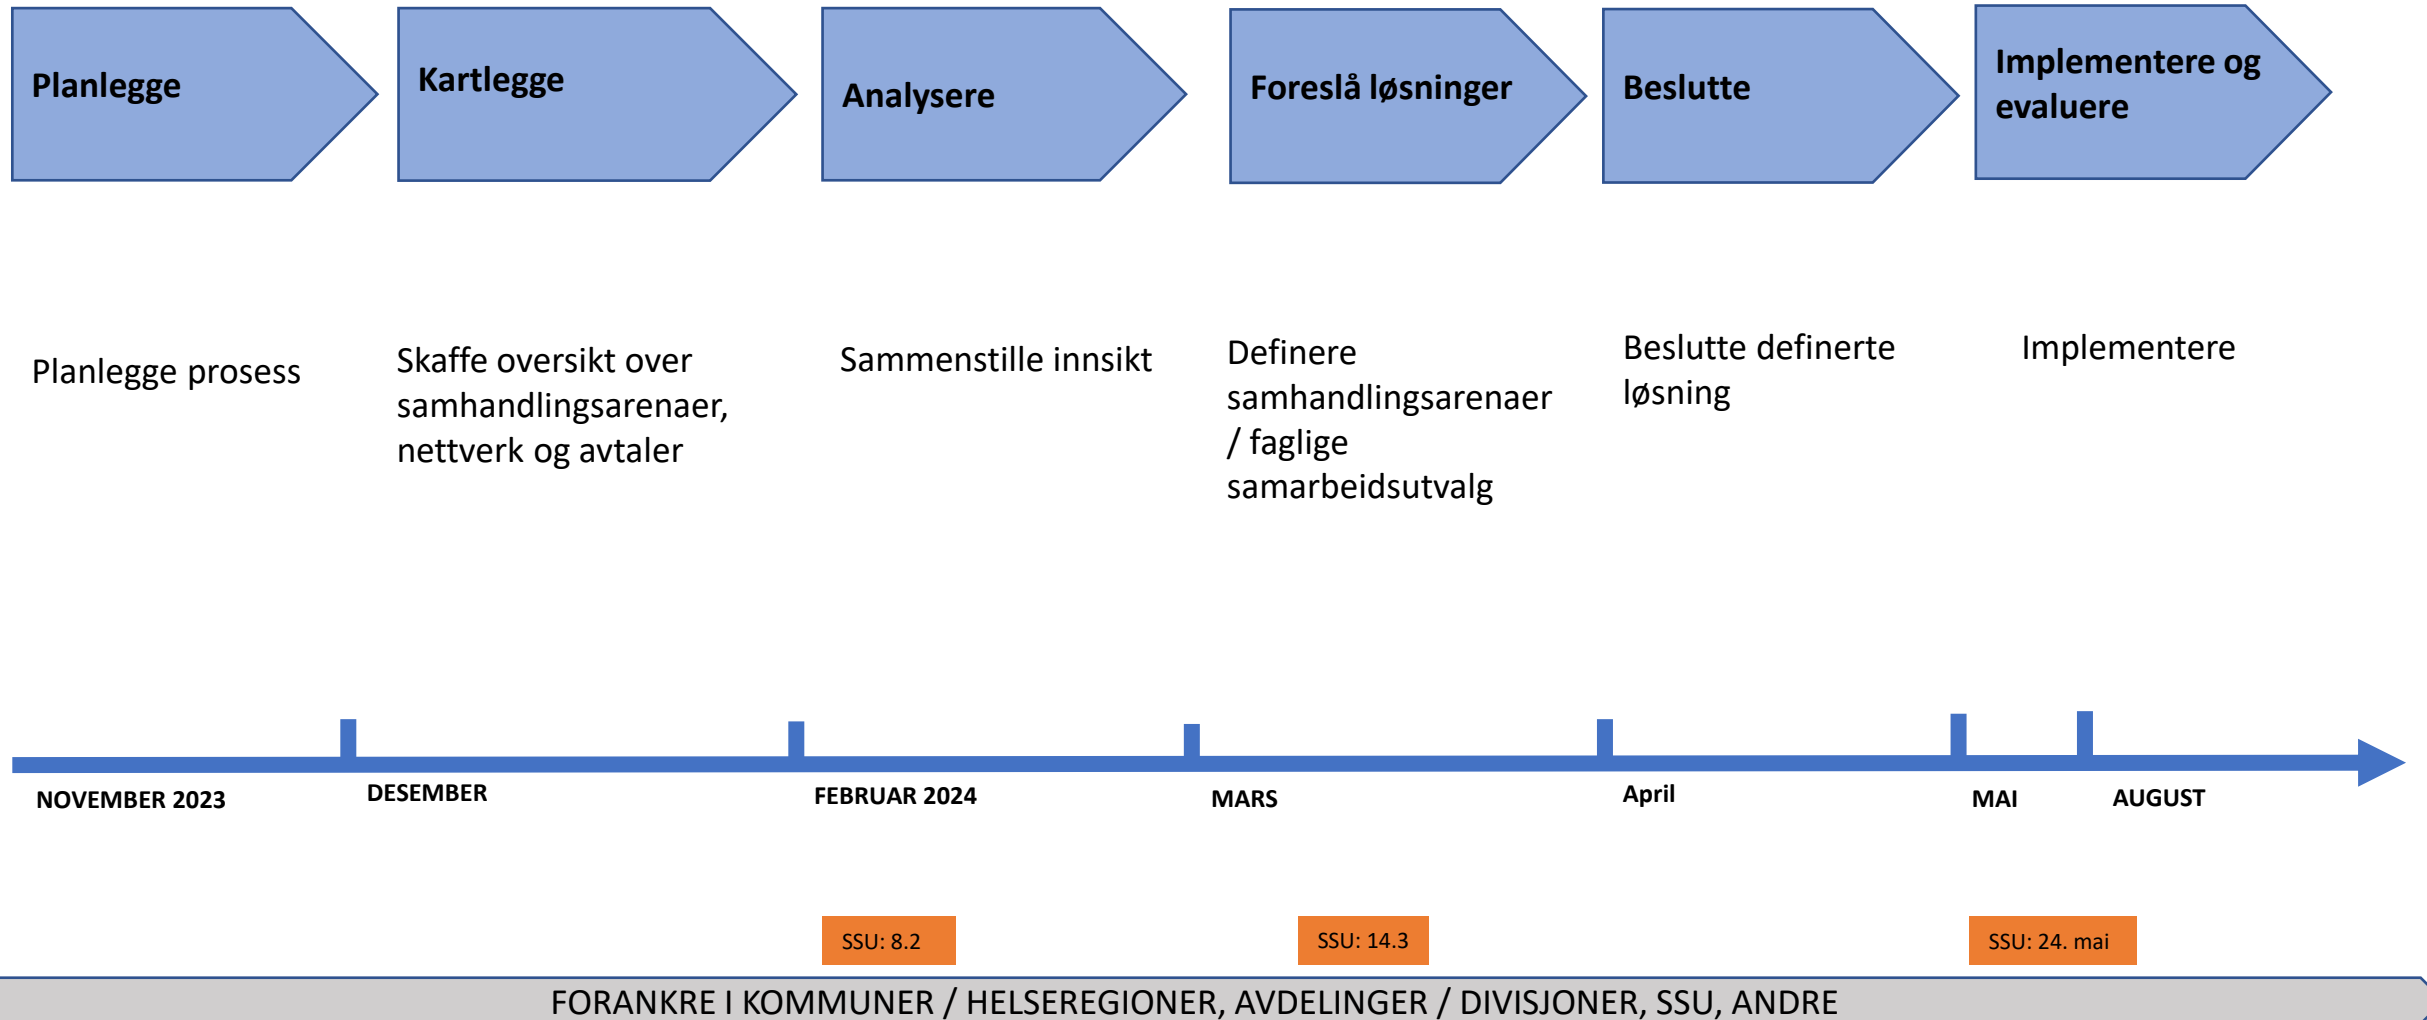 Planlegge
Kartlegge
Analysere
Foreslå løsninger
Beslutte
Implementere og
evaluere
Planlegge prosess
Skaffe oversikt over
samhandlingsarenaer,
nettverk og avtaler
Sammenstille innsikt
Definere
samhandlingsarenaer
/ faglige
samarbeidsutvalg
Beslutte definerte
løsning
Implementere
NOVEMBER 2023
DESEMBER
FEBRUAR 2024
MARS
April
MAI
AUGUST
SSU: 8.2
SSU: 14.3
SSU: 24. mai
FORANKRE I KOMMUNER / HELSEREGIONER, AVDELINGER / DIVISJONER, SSU, ANDRE